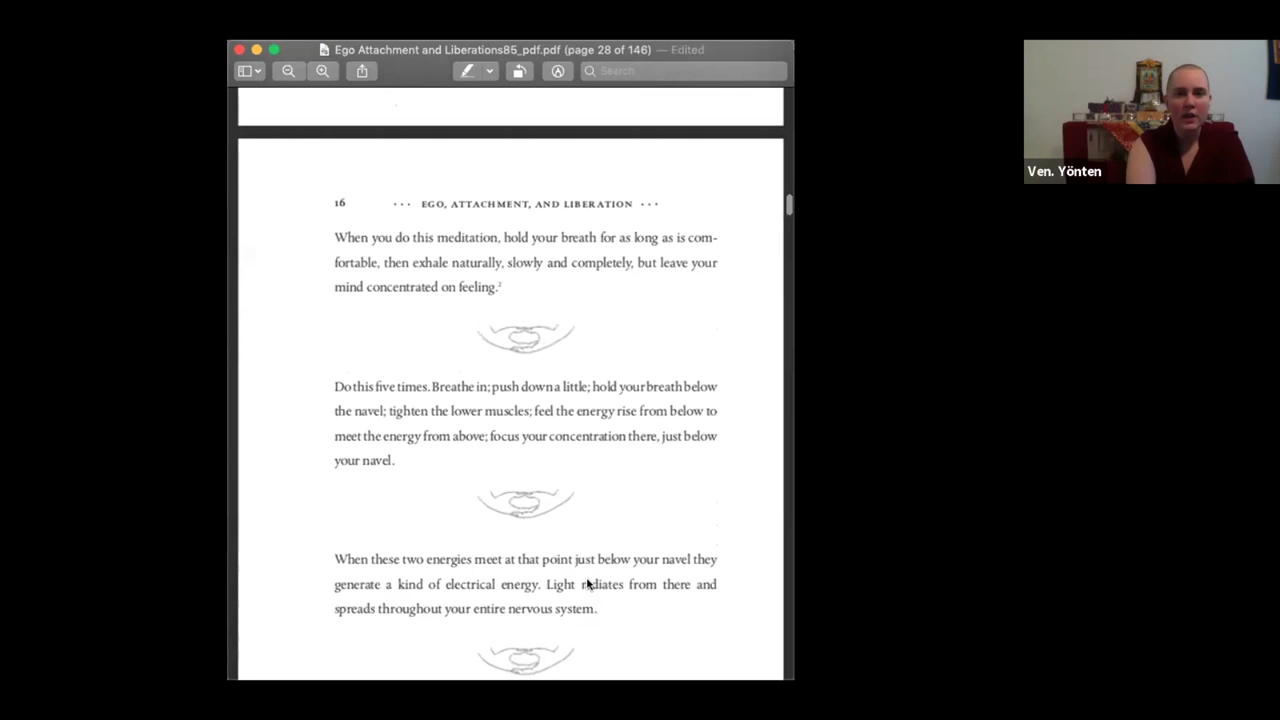 Ego Attachment and Liberations85_pdf.pdf (page 28 of 146) — Edited
Search
16 ··· EGO, ATTACHMENT, AND LIBERATION ···
When you do this meditation, hold your breath for as long as is com-
fortable, then exhale naturally, slowly and completely, but leave your
mind concentrated on feeling.²
Do this five times. Breathe in; push down a little; hold your breath below
the navel; tighten the lower muscles; feel the energy rise from below to
meet the energy from above; focus your concentration there, just below
your navel.
When these two energies meet at that point just below your navel they
generate a kind of electrical energy. Light radiates from there and
spreads throughout your entire nervous system.
Ven. Yönten